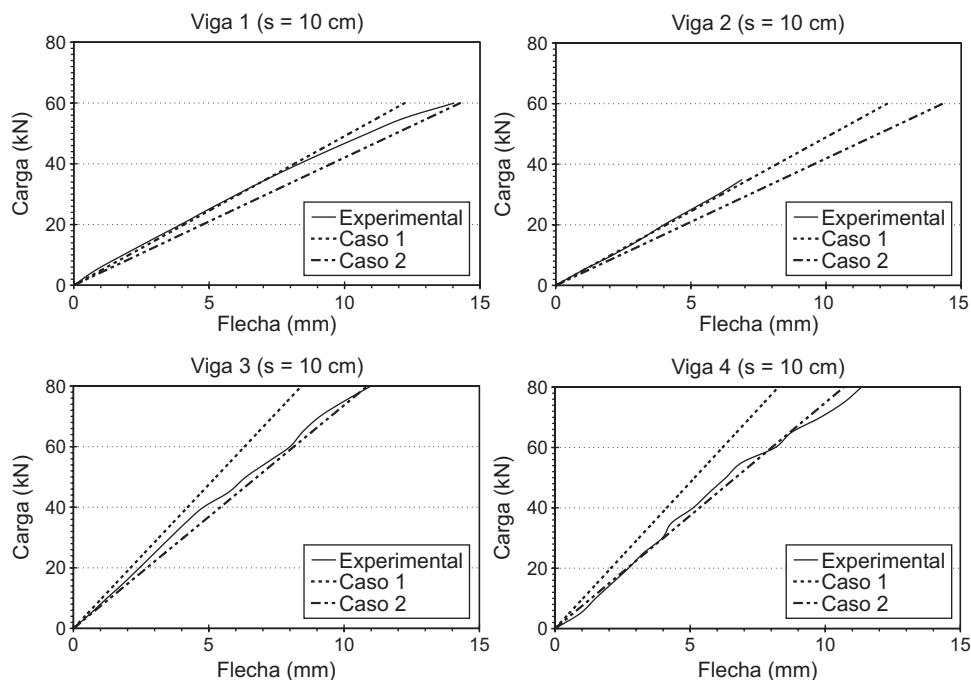 Viga 1 (s = 10 cm)
80
60
40
20
0
Carga (kN)
Experimental
Caso 1
Caso 2
0 5 10 15
Flecha (mm)
Viga 2 (s = 10 cm)
80
60
40
20
0
Carga (kN)
Experimental
Caso 1
Caso 2
0 5 10 15
Flecha (mm)
Viga 3 (s = 10 cm)
80
60
40
20
0
Carga (kN)
Experimental
Caso 1
Caso 2
0 5 10 15
Flecha (mm)
Viga 4 (s = 10 cm)
80
60
40
20
0
Carga (kN)
Experimental
Caso 1
Caso 2
0 5 10 15
Flecha (mm)